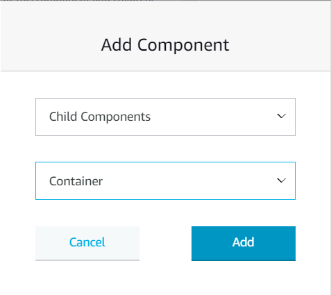 Add Component
Child Components
Container
Cancel
Add